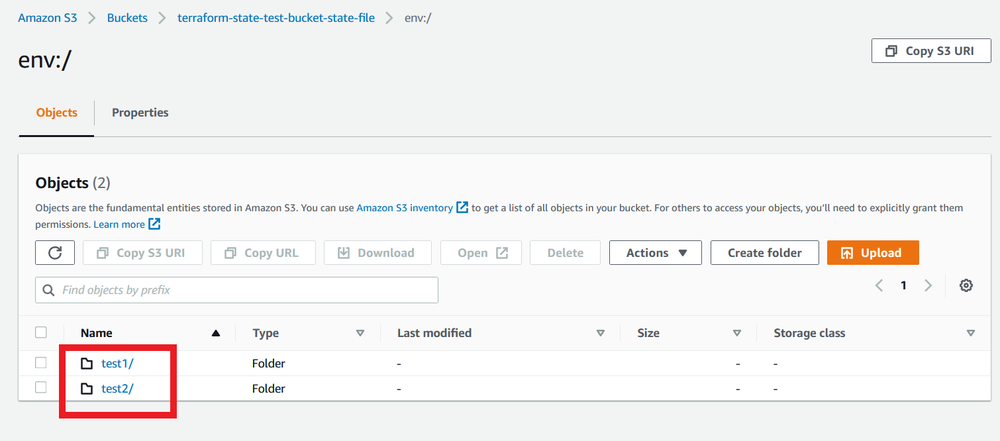 Amazon S3 > Buckets > terraform-state-test-bucket-state-file > env:/
env:/
Copy S3 URI
Objects Properties
Objects (2)
Objects are the fundamental entities stored in Amazon S3. You can use Amazon S3 inventory to get a list of all objects in your bucket. For others to access your objects, you’ll need to explicitly grant them
permissions. Learn more
Copy S3 URI Copy URL Download Open Delete Actions Create folder Upload
Find objects by prefix
1
Name Type Last modified Size Storage class
test1/ Folder - - -
test2/ Folder - - -